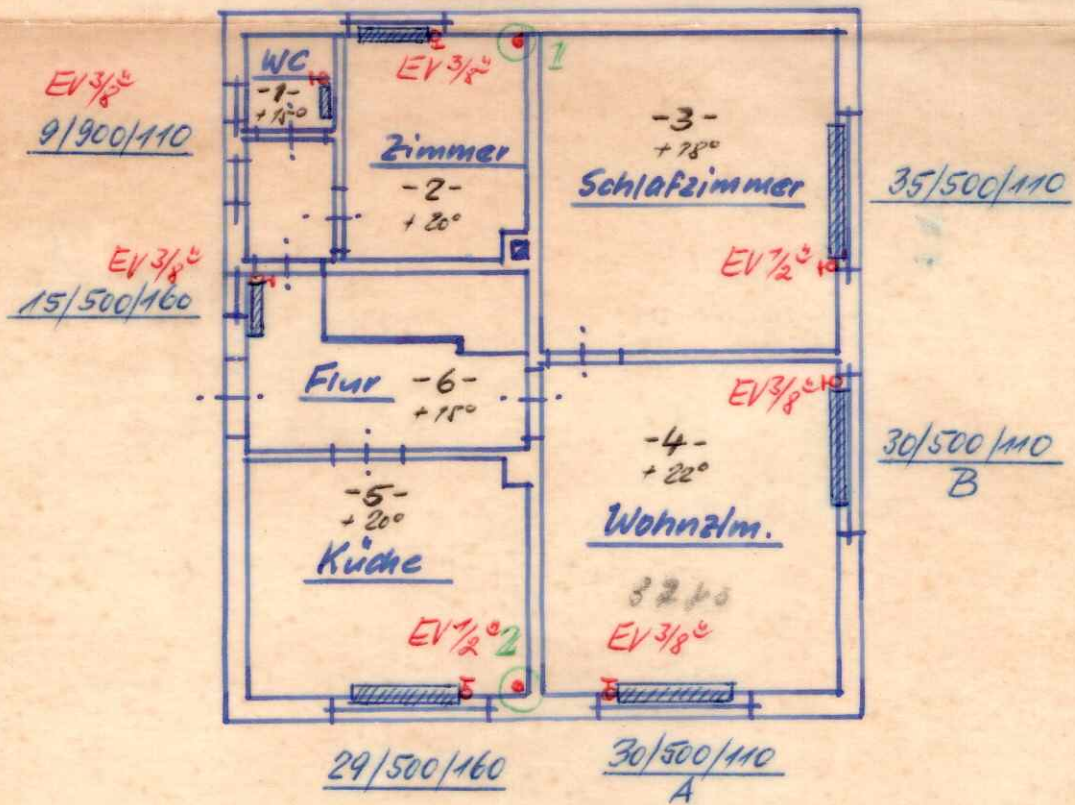 EV 3/8"
9/900/110
WC
-1-
+15°
EV 3/8"
Zimmer
-2-
+20°
1
-3-
+18°
Schlafzimmer
EV 1/2"
35/500/110
EV 3/8"
15/500/160
Flur -6-
+15°
EV 3/8"
-4-
+22°
Wohnzim.
30/500/110
B
-5-
+20°
Küche
EV 1/2"
2
EV 3/8"
29/500/160
30/500/110
A